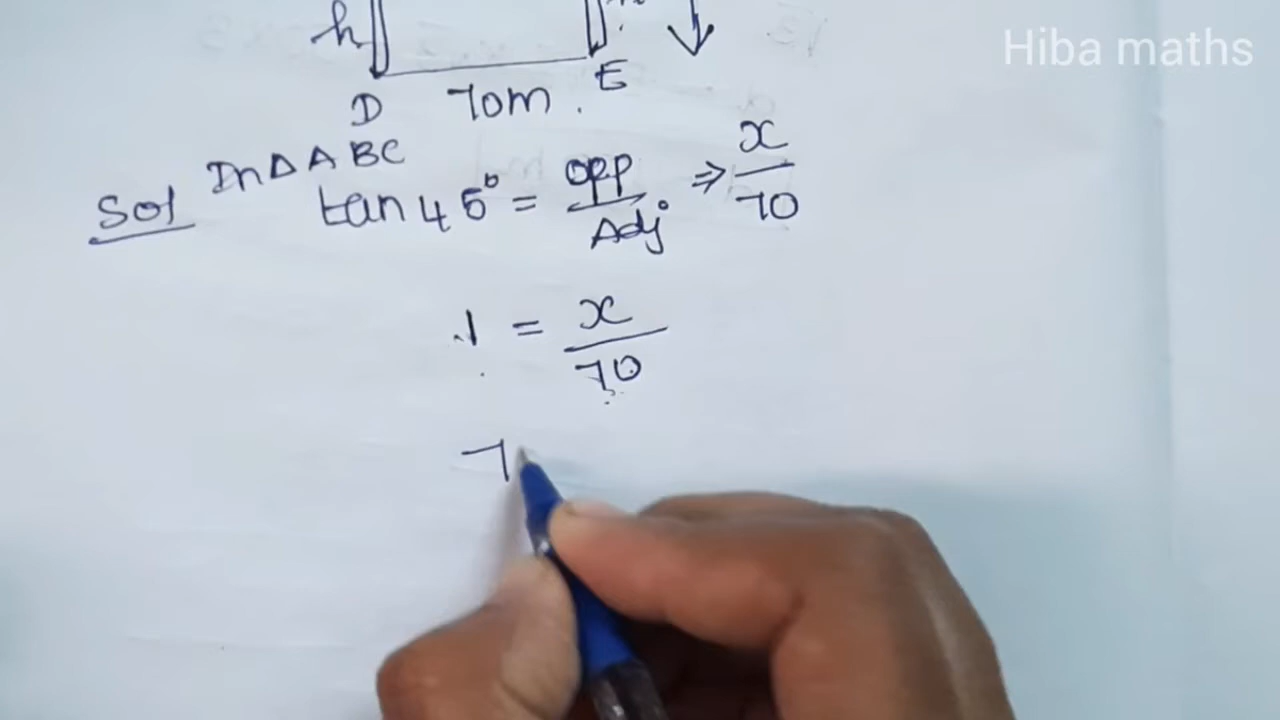 Hiba maths
h
D 70m. E
In Δ ABC
Sol tan 45° = opp/Adj ⇒ x/70
1 = x/70
7